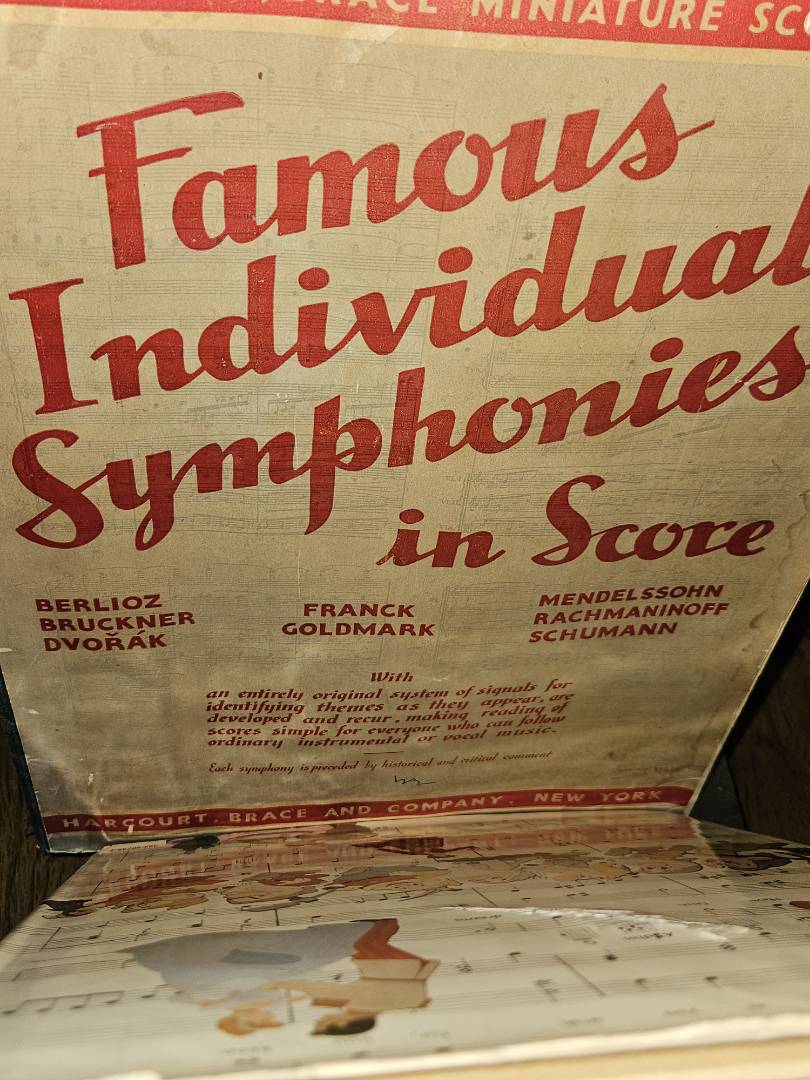 BRACE MINIATURE SCO
Famous
Individual
Symphonies
in Score
BERLIOZ
BRUCKNER
DVOŘÁK
FRANCK
GOLDMARK
MENDELSSOHN
RACHMANINOFF
SCHUMANN
With
an entirely original system of signals for
identifying themes as they appear, are
developed and recur, making reading of
scores simple for everyone who can follow
ordinary instrumental or vocal music.
Each symphony is preceded by historical and critical comment
HARCOURT, BRACE AND COMPANY · NEW YORK